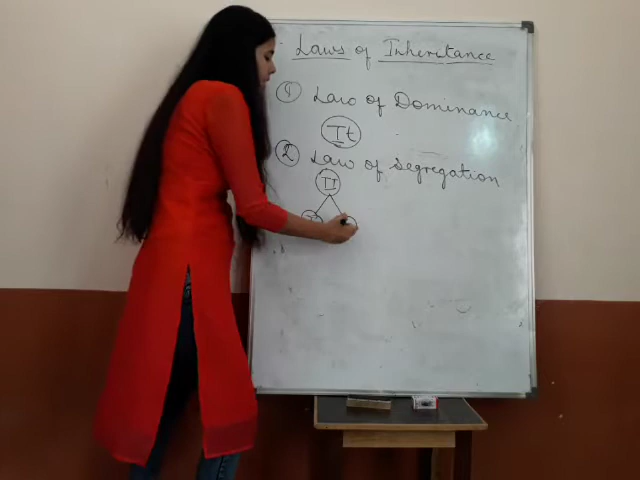 Laws of Inheritance
① Law of Dominance
Tt
② Law of Segregation
TT